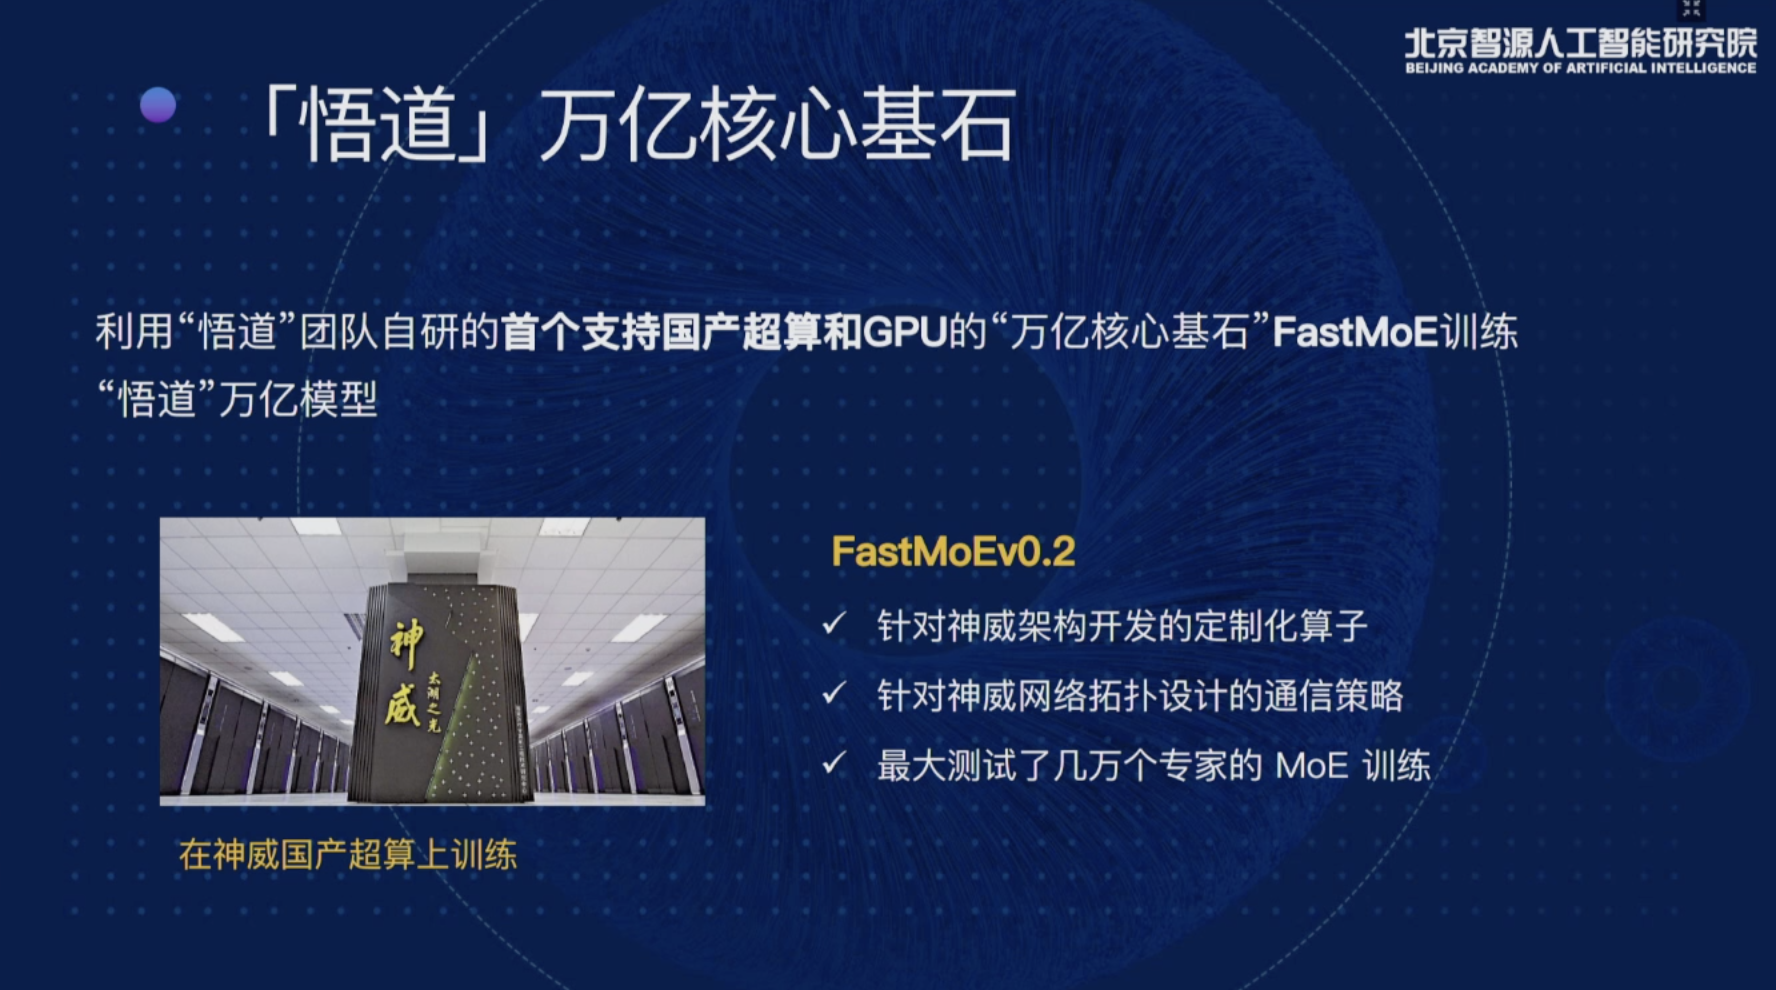 北京智源人工智能研究院
BEIJING ACADEMY OF ARTIFICIAL INTELLIGENCE
「悟道」万亿核心基石
利用“悟道”团队自研的首个支持国产超算和GPU的“万亿核心基石”FastMoE训练
“悟道”万亿模型
神威
太湖之光
在神威国产超算上训练
FastMoEv0.2
✓ 针对神威架构开发的定制化算子
✓ 针对神威网络拓扑设计的通信策略
✓ 最大测试了几万个专家的 MoE 训练